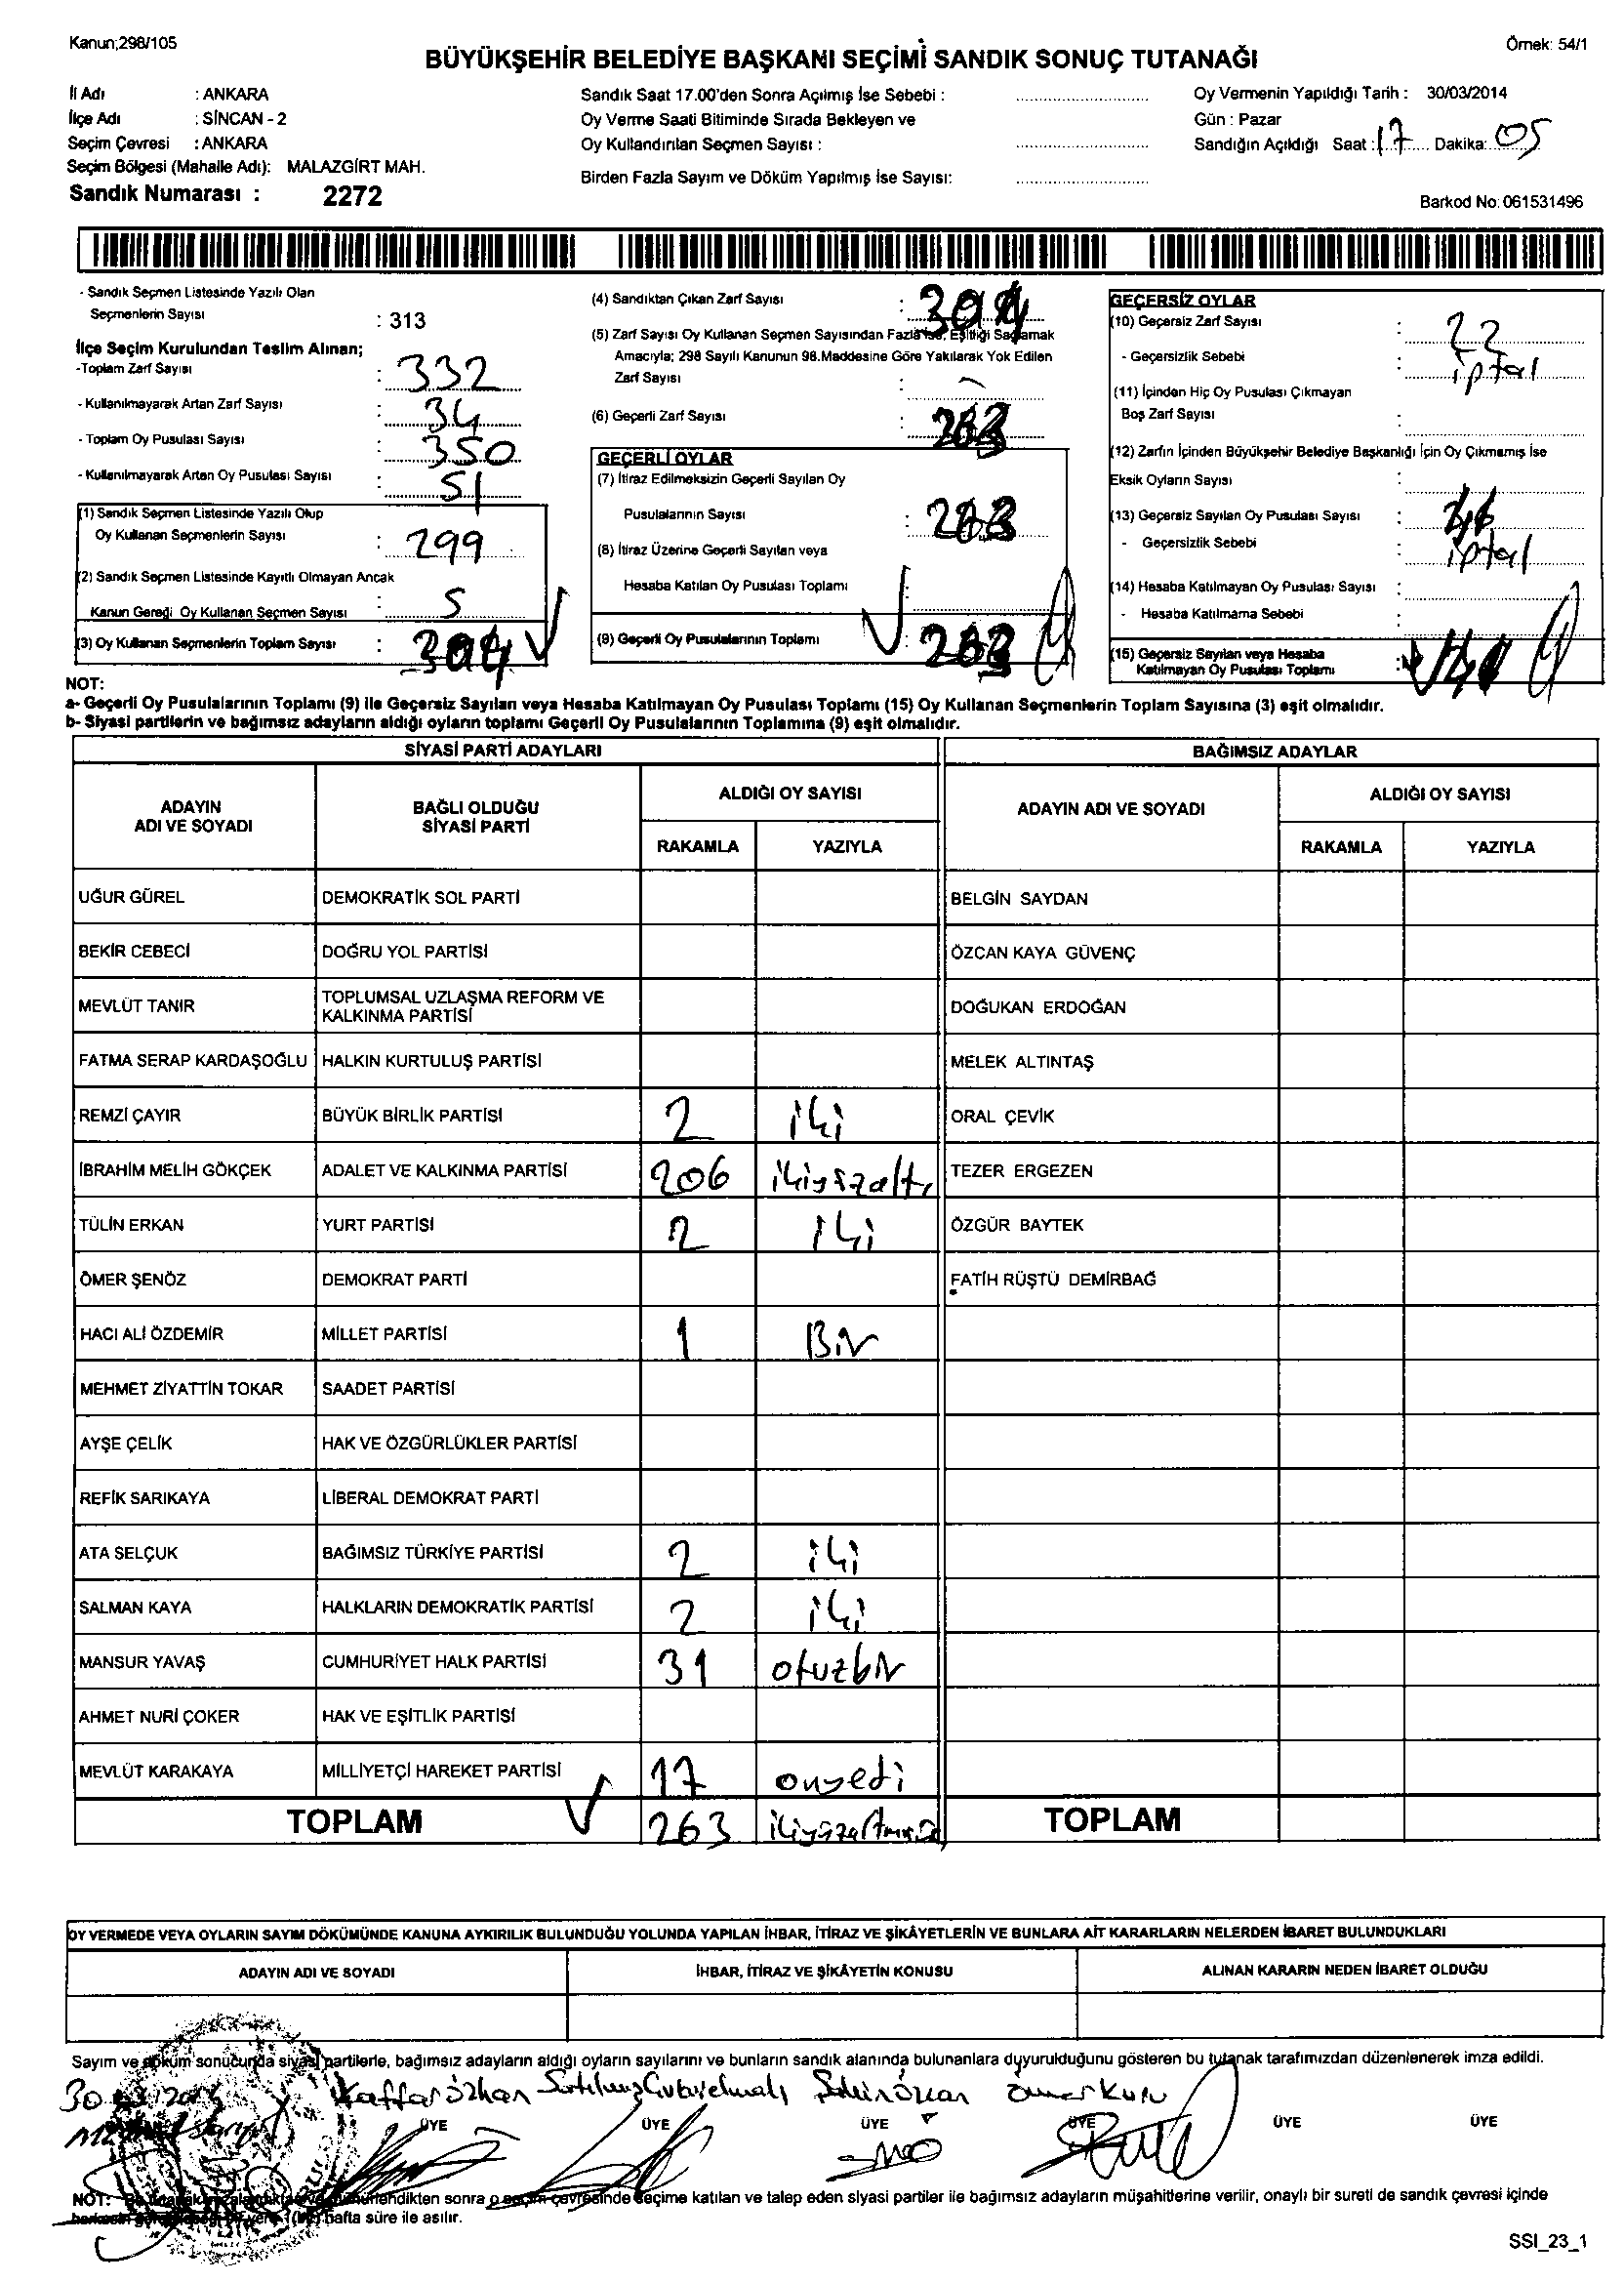 Kanun;298/105
Örnek: 54/1
BÜYÜKŞEHİR BELEDİYE BAŞKANI SEÇİMİ SANDIK SONUÇ TUTANAĞI
İl Adı : ANKARA
İlçe Adı : SİNCAN - 2
Seçim Çevresi : ANKARA
Seçim Bölgesi (Mahalle Adı): MALAZGİRT MAH.
Sandık Numarası : 2272
Sandık Saat 17.00'den Sonra Açılmış İse Sebebi :
Oy Verme Saati Bitiminde Sırada Bekleyen ve
Oy Kullandırılan Seçmen Sayısı :
Birden Fazla Sayım ve Döküm Yapılmış İse Sayısı:
Oy Vermenin Yapıldığı Tarih : 30/03/2014
Gün : Pazar
Sandığın Açıldığı Saat : 17 Dakika: 05
Barkod No: 061531496
- Sandık Seçmen Listesinde Yazılı Olan
Seçmenlerin Sayısı : 313
İlçe Seçim Kurulundan Teslim Alınan;
-Toplam Zarf Sayısı : 332
- Kullanılmayarak Artan Zarf Sayısı : 34
- Toplam Oy Pusulası Sayısı : 350
- Kullanılmayarak Artan Oy Pusulası Sayısı : 51
(1) Sandık Seçmen Listesinde Yazılı Olup
Oy Kullanan Seçmenlerin Sayısı : 299
(2) Sandık Seçmen Listesinde Kayıtlı Olmayan Ancak
Kanun Gereği Oy Kullanan Seçmen Sayısı : 5
(3) Oy Kullanan Seçmenlerin Toplam Sayısı : 304
(4) Sandıktan Çıkan Zarf Sayısı :
(5) Zarf Sayısı Oy Kullanan Seçmen Sayısından Fazla İse, Eşitliği Sağlamak
Amacıyla; 298 Sayılı Kanunun 98.Maddesine Göre Yakılarak Yok Edilen
Zarf Sayısı : -
(6) Geçerli Zarf Sayısı :
GEÇERLİ OYLAR
(7) İtiraz Edilmeksizin Geçerli Sayılan Oy
Pusulalarının Sayısı :
(8) İtiraz Üzerine Geçerli Sayılan veya
Hesaba Katılan Oy Pusulası Toplamı :
(9) Geçerli Oy Pusulalarının Toplamı :
GEÇERSİZ OYLAR
(10) Geçersiz Zarf Sayısı : 22
- Geçersizlik Sebebi : iptal
(11) İçinden Hiç Oy Pusulası Çıkmayan
Boş Zarf Sayısı :
(12) Zarfın İçinden Büyükşehir Belediye Başkanlığı İçin Oy Çıkmamış İse
Eksik Oyların Sayısı :
(13) Geçersiz Sayılan Oy Pusulası Sayısı :
- Geçersizlik Sebebi : iptal
(14) Hesaba Katılmayan Oy Pusulası Sayısı :
- Hesaba Katılmama Sebebi :
(15) Geçersiz Sayılan veya Hesaba
Katılmayan Oy Pusulası Toplamı :
NOT:
a- Geçerli Oy Pusulalarının Toplamı (9) ile Geçersiz Sayılan veya Hesaba Katılmayan Oy Pusulası Toplamı (15) Oy Kullanan Seçmenlerin Toplam Sayısına (3) eşit olmalıdır.
b- Siyasi partilerin ve bağımsız adayların aldığı oyların toplamı Geçerli Oy Pusulalarının Toplamına (9) eşit olmalıdır.
SİYASİ PARTİ ADAYLARI
ADAYIN ADI VE SOYADI
BAĞLI OLDUĞU SİYASİ PARTİ
ALDIĞI OY SAYISI
RAKAMLA YAZIYLA
UĞUR GÜREL DEMOKRATİK SOL PARTİ
BEKİR CEBECİ DOĞRU YOL PARTİSİ
MEVLÜT TANIR TOPLUMSAL UZLAŞMA REFORM VE
KALKINMA PARTİSİ
FATMA SERAP KARDAŞOĞLU HALKIN KURTULUŞ PARTİSİ
REMZİ ÇAYIR BÜYÜK BİRLİK PARTİSİ 2 iki
İBRAHİM MELİH GÖKÇEK ADALET VE KALKINMA PARTİSİ 206 ikiyüzaltı
TÜLİN ERKAN YURT PARTİSİ 2 iki
ÖMER ŞENÖZ DEMOKRAT PARTİ
HACI ALİ ÖZDEMİR MİLLET PARTİSİ 1 Bir
MEHMET ZİYATTİN TOKAR SAADET PARTİSİ
AYŞE ÇELİK HAK VE ÖZGÜRLÜKLER PARTİSİ
REFİK SARIKAYA LİBERAL DEMOKRAT PARTİ
ATA SELÇUK BAĞIMSIZ TÜRKİYE PARTİSİ 2 iki
SALMAN KAYA HALKLARIN DEMOKRATİK PARTİSİ 2 iki
MANSUR YAVAŞ CUMHURİYET HALK PARTİSİ 31 otuzbir
AHMET NURİ ÇOKER HAK VE EŞİTLİK PARTİSİ
MEVLÜT KARAKAYA MİLLİYETÇİ HAREKET PARTİSİ 17 onyedi
TOPLAM 263
BAĞIMSIZ ADAYLAR
ADAYIN ADI VE SOYADI
ALDIĞI OY SAYISI
RAKAMLA YAZIYLA
BELGİN SAYDAN
ÖZCAN KAYA GÜVENÇ
DOĞUKAN ERDOĞAN
MELEK ALTINTAŞ
ORAL ÇEVİK
TEZER ERGEZEN
ÖZGÜR BAYTEK
FATİH RÜŞTÜ DEMİRBAĞ
TOPLAM
OY VERMEDE VEYA OYLARIN SAYIM DÖKÜMÜNDE KANUNA AYKIRILIK BULUNDUĞU YOLUNDA YAPILAN İHBAR, İTİRAZ VE ŞİKÂYETLERİN VE BUNLARA AİT KARARLARIN NELERDEN İBARET BULUNDUKLARI
ADAYIN ADI VE SOYADI
İHBAR, İTİRAZ VE ŞİKÂYETİN KONUSU
ALINAN KARARIN NEDEN İBARET OLDUĞU
Sayım ve döküm sonucunda siyasi partilerle, bağımsız adayların aldığı oyların sayılarını ve bunların sandık alanında bulunanlara duyurulduğunu gösteren bu tutanak tarafımızdan düzenlenerek imza edildi.
ÜYE ÜYE ÜYE ÜYE ÜYE ÜYE
NOT: mühürlendikten sonra o seçim çevresinde seçime katılan ve talep eden siyasi partiler ile bağımsız adayların müşahitlerine verilir, onaylı bir sureti de sandık çevresi içinde
hafta süre ile asılır.
SSI_23_1